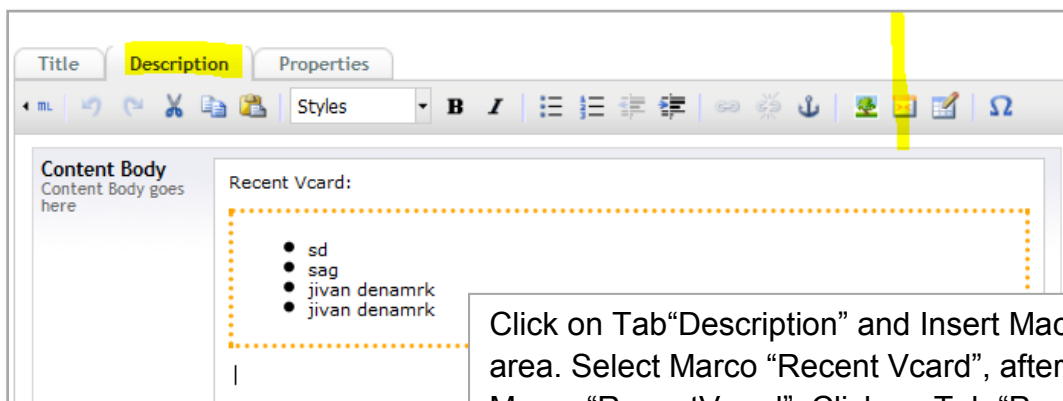 Title Description Properties
ML Styles B I Ω
Content Body
Content Body goes
here
Recent Vcard:
sd
sag
jivan denamrk
jivan denamrk
Click on Tab“Description” and Insert Mac
area. Select Marco “Recent Vcard”, after